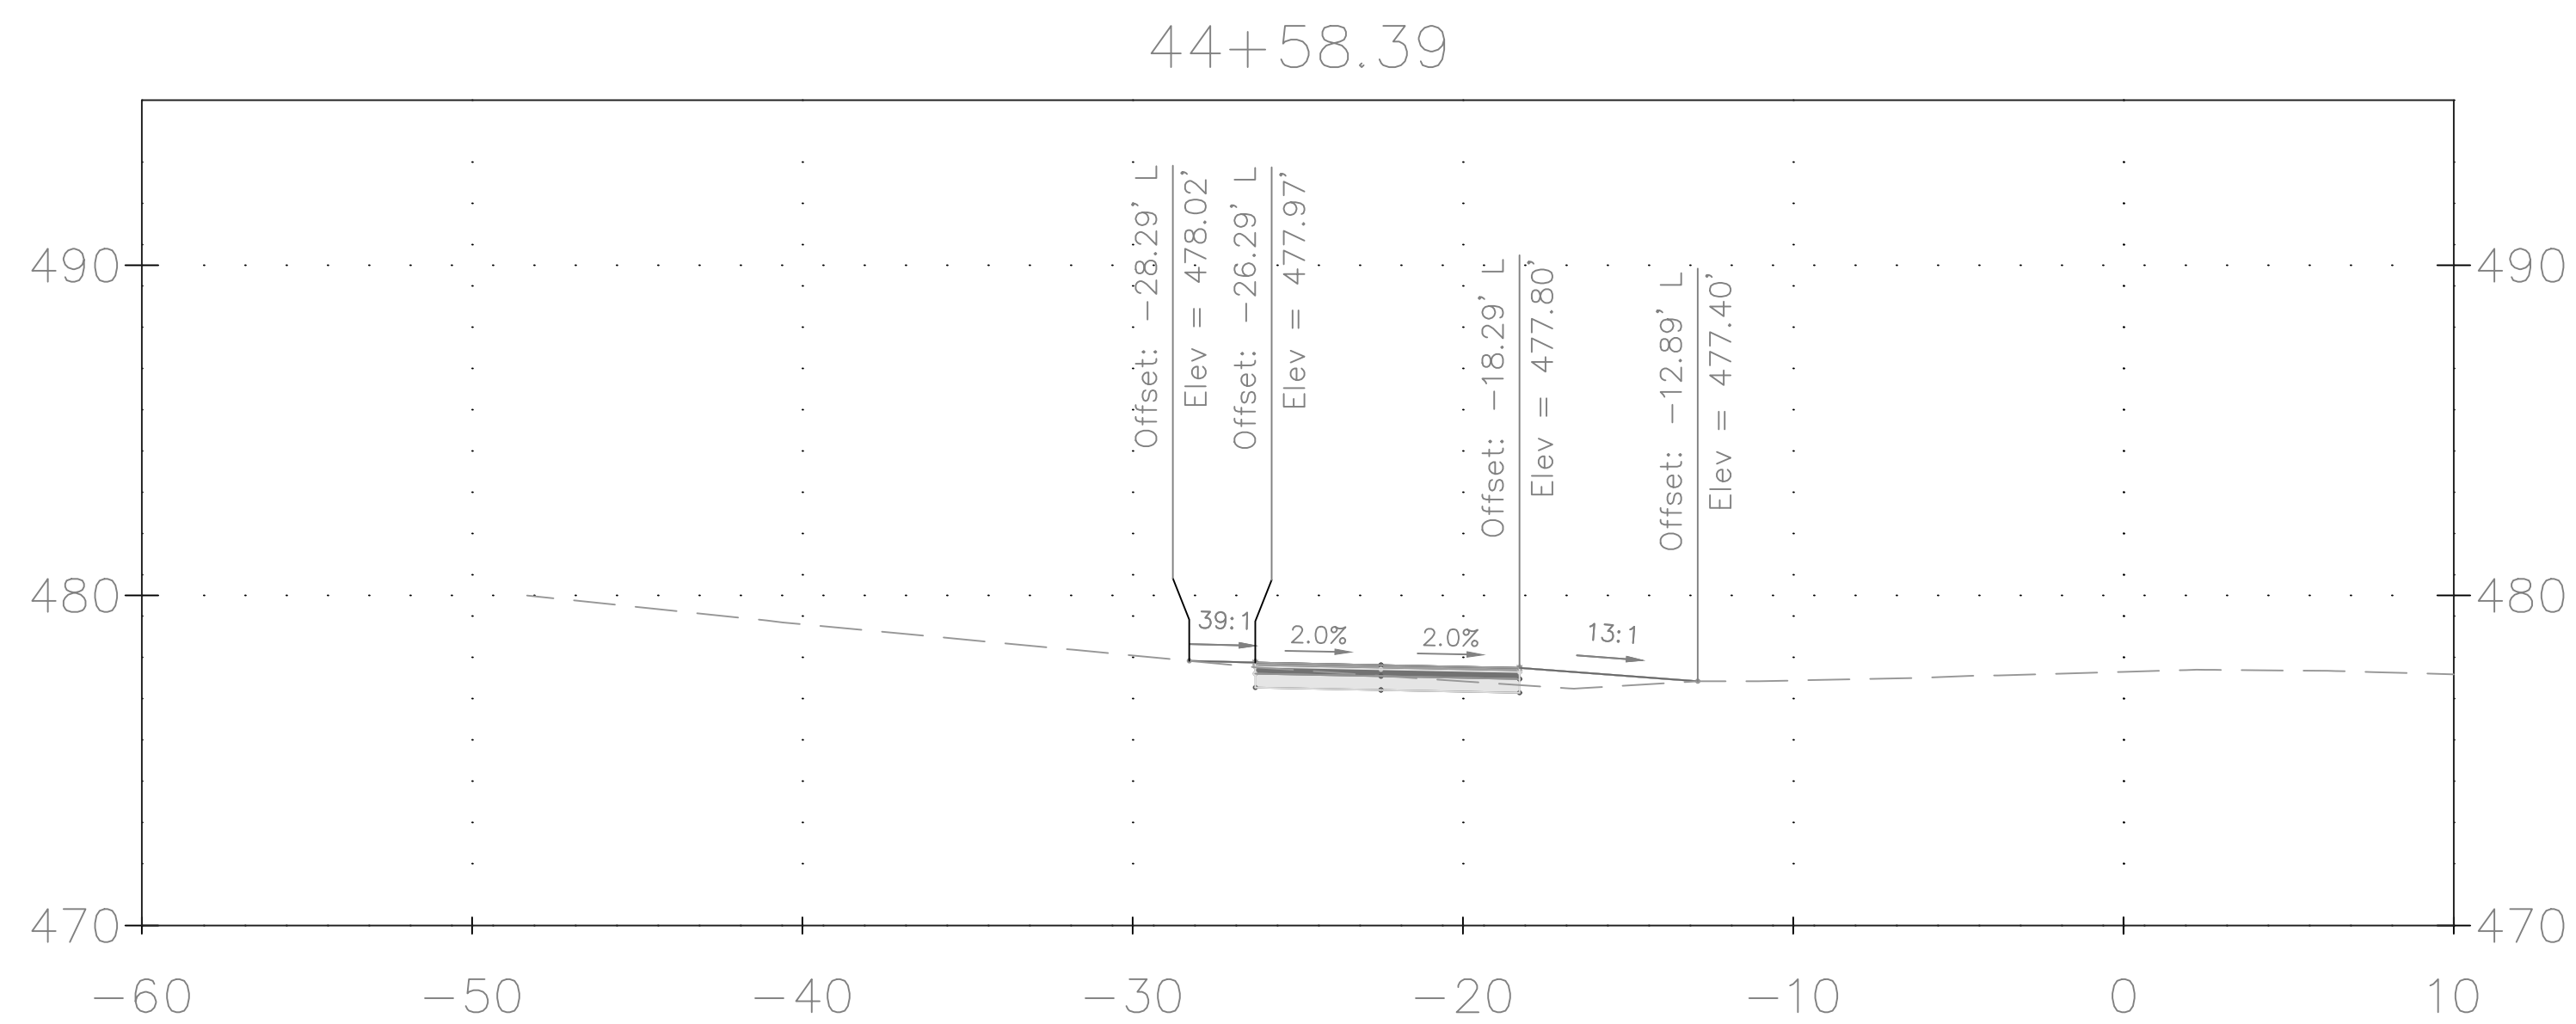 44+58.39
Offset: -28.29' L
Elev = 478.02'
Offset: -26.29' L
Elev = 477.97'
Offset: -18.29' L
Elev = 477.80'
Offset: -12.89' L
Elev = 477.40'
490
490
480
480
39:1
2.0%
2.0%
13:1
470
470
-60
-50
-40
-30
-20
-10
0
10